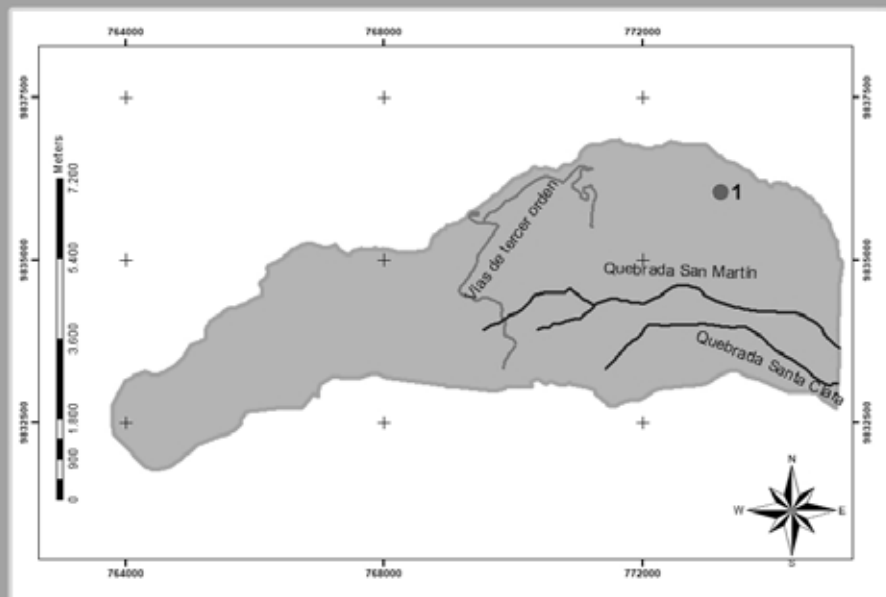 764000
768000
772000
9837500
9837500
Meters
7.200
5.400
3.600
1.800
900
0
1
Vias de tercer orden
9835000
9835000
Quebrada San Martín
Quebrada Santa Clara
9832500
9832500
N
W
E
S
764000
768000
772000